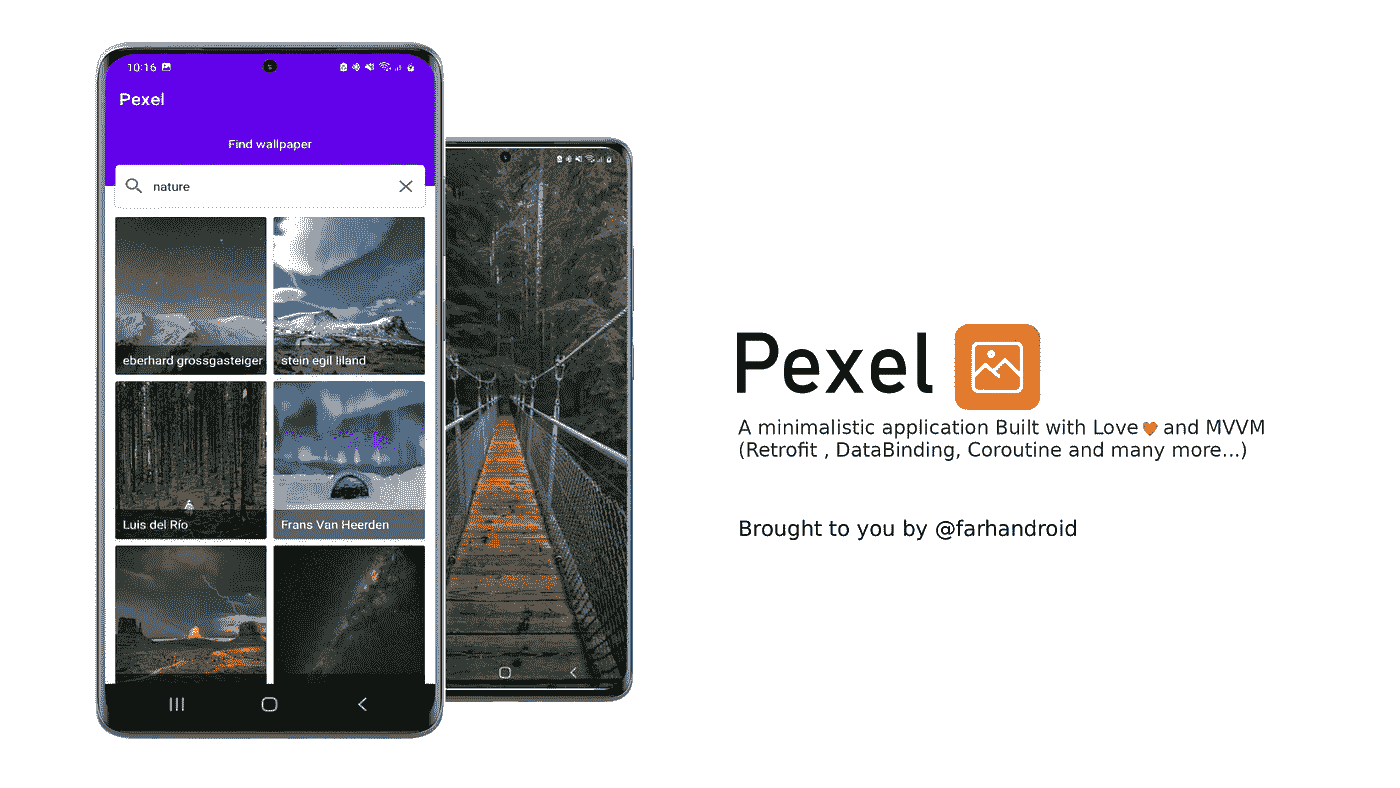 10:16
Pexel
Find wallpaper
nature
eberhard grossgasteiger
stein egil liland
Luis del Río
Frans Van Heerden
Pexel
A minimalistic application Built with Love🧡 and MVVM
(Retrofit , DataBinding, Coroutine and many more...)
Brought to you by @farhandroid